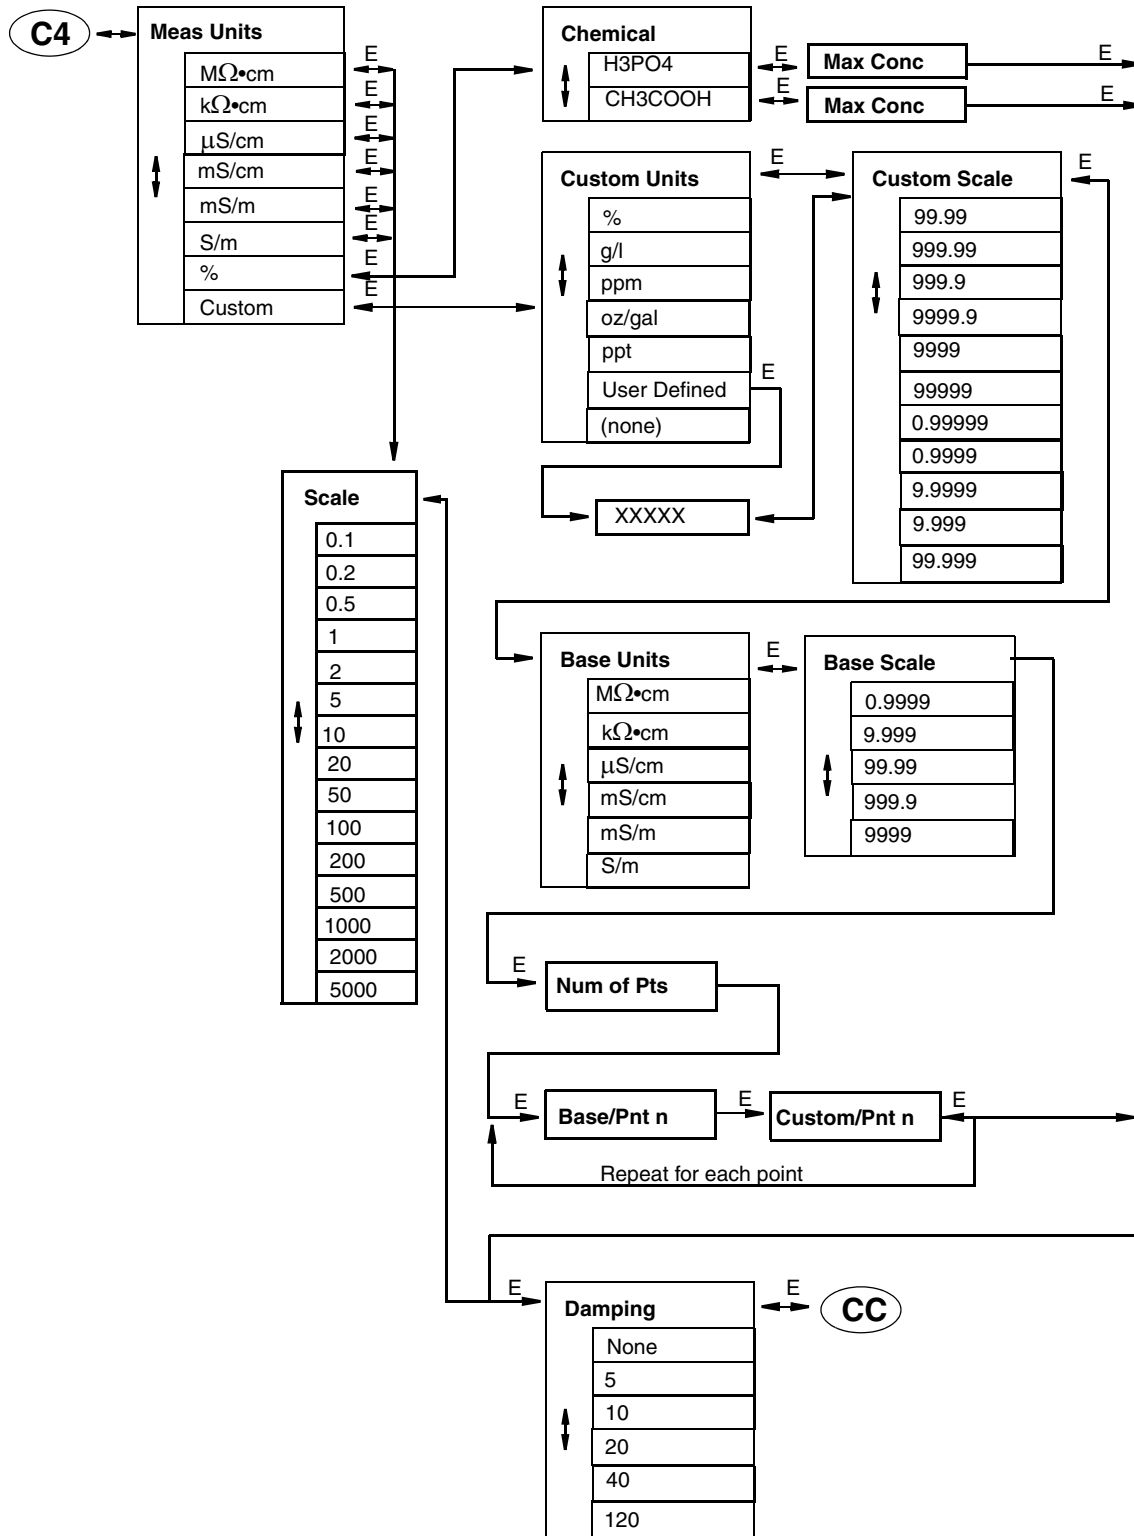 C4
Meas Units
E
MΩ•cm
E
kΩ•cm
E
µS/cm
E
mS/cm
E
mS/m
E
S/m
E
%
E
Custom
Chemical
H3PO4
CH3COOH
E
Max Conc
E
E
Max Conc
E
Custom Units
%
g/l
ppm
oz/gal
ppt
User Defined
(none)
E
E
XXXXX
Custom Scale
E
99.99
999.99
999.9
9999.9
9999
99999
0.99999
0.9999
9.9999
9.999
99.999
Scale
0.1
0.2
0.5
1
2
5
10
20
50
100
200
500
1000
2000
5000
Base Units
MΩ•cm
kΩ•cm
µS/cm
mS/cm
mS/m
S/m
E
Base Scale
0.9999
9.999
99.99
999.9
9999
E
Num of Pts
E
Base/Pnt n
E
Custom/Pnt n
E
Repeat for each point
E
Damping
None
5
10
20
40
120
E
CC